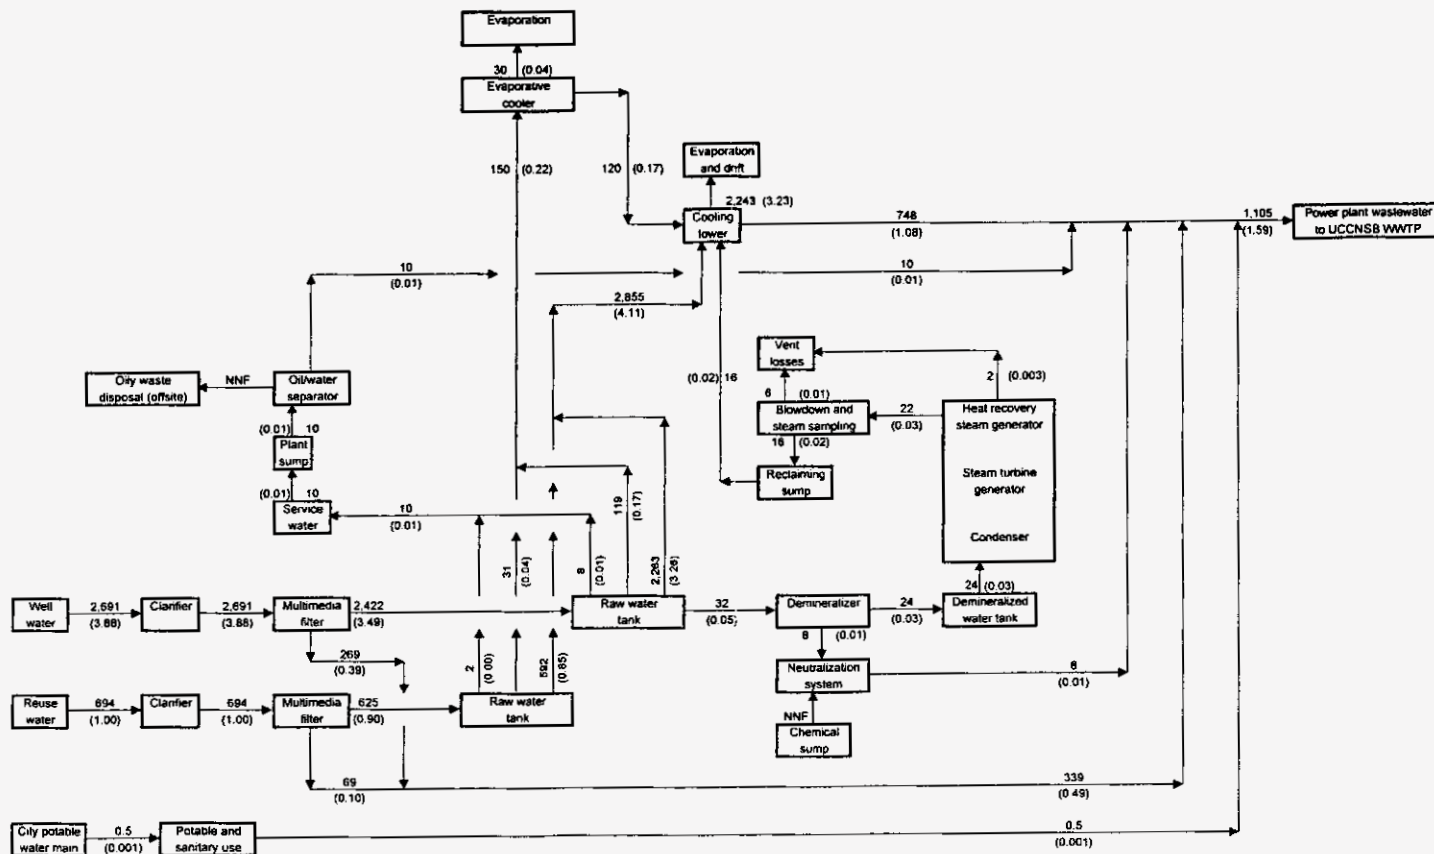 Evaporation
30 (0.04)
Evaporative
cooler
150 (0.22)
120 (0.17)
Evaporation
and drift
2,243 (3.23)
Cooling
lower
748
(1.08)
1,105
(1.59)
Power plant wastewater
to UCCNSB WWTP
10
(0.01)
10
(0.01)
2,855
(4.11)
Oily waste
disposal (offsite)
NNF
Oil/water
separator
(0.01) 10
Plant
sump
(0.01) 10
Service
water
10
(0.01)
(0.02) 16
Vent
losses
2 (0.003)
6 (0.01)
Blowdown and
steam sampling
22
(0.03)
16 (0.02)
Reclaiming
sump
Heat recovery
steam generator
Steam turbine
generator
Condenser
31
(0.04)
8
(0.01)
119
(0.17)
2,263
(3.26)
24 (0.03)
Well
water
2,691
(3.88)
Clarifier
2,691
(3.88)
Multimedia
filter
2,422
(3.49)
Raw water
tank
32
(0.05)
Demineralizer
24
(0.03)
Demineralized
water tank
8 (0.01)
269
(0.39)
2
(0.00)
592
(0.85)
Neutralization
system
8
(0.01)
Reuse
water
694
(1.00)
Clarifier
694
(1.00)
Multimedia
filter
625
(0.90)
Raw water
tank
NNF
Chemical
sump
69
(0.10)
339
(0.49)
City potable
water main
0.5
(0.001)
Potable and
sanitary use
0.5
(0.001)